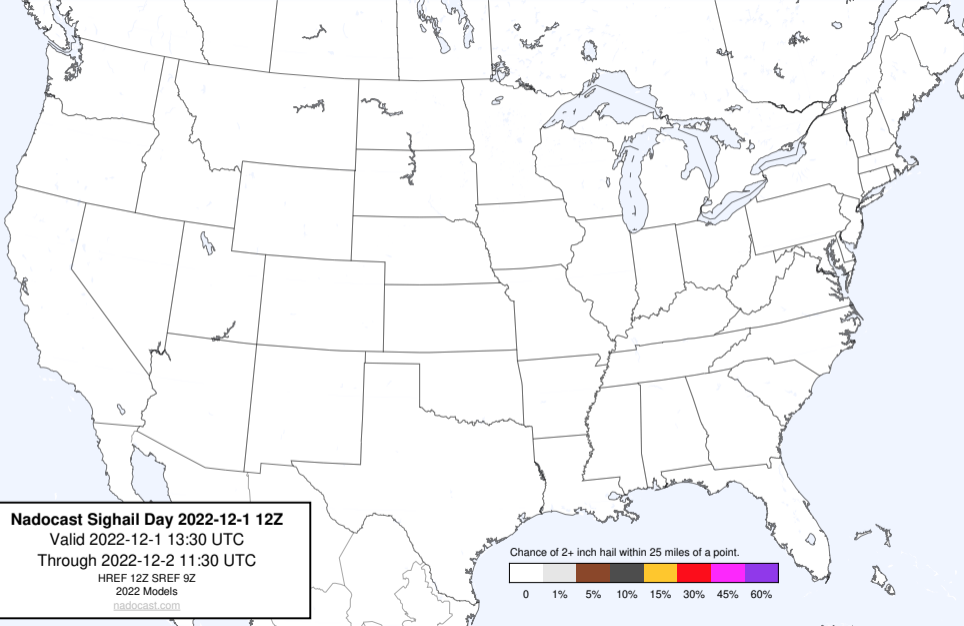 Nadocast Sighail Day 2022-12-1 12Z
Valid 2022-12-1 13:30 UTC
Through 2022-12-2 11:30 UTC
HREF 12Z SREF 9Z
2022 Models
nadocast.com
Chance of 2+ inch hail within 25 miles of a point.
0 1% 5% 10% 15% 30% 45% 60%